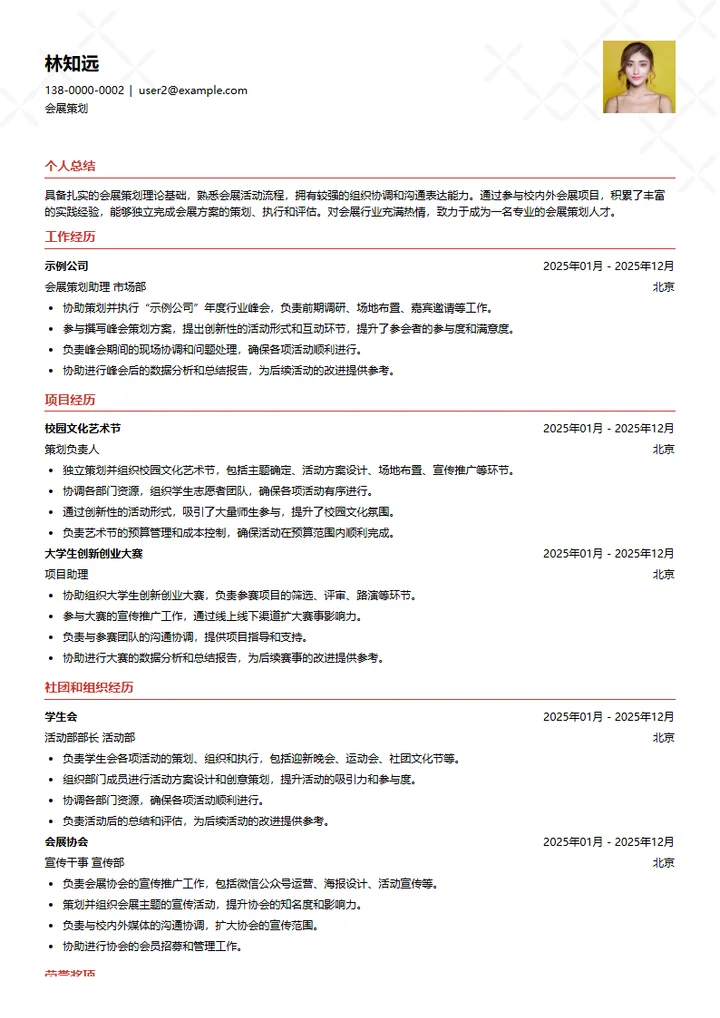 林知远
138-0000-0002 | user2@example.com
会展策划
个人总结
具备扎实的会展策划理论基础，熟悉会展活动流程，拥有较强的组织协调和沟通表达能力。通过参与校内外会展项目，积累了丰富
的实践经验，能够独立完成会展方案的策划、执行和评估。对会展行业充满热情，致力于成为一名专业的会展策划人才。
工作经历
示例公司 2025年01月 - 2025年12月
会展策划助理 市场部 北京
• 协助策划并执行“示例公司”年度行业峰会，负责前期调研、场地布置、嘉宾邀请等工作。
• 参与撰写峰会策划方案，提出创新性的活动形式和互动环节，提升了参会者的参与度和满意度。
• 负责峰会期间的现场协调和问题处理，确保各项活动顺利进行。
• 协助进行峰会后的数据分析和总结报告，为后续活动的改进提供参考。
项目经历
校园文化艺术节 2025年01月 - 2025年12月
策划负责人 北京
• 独立策划并组织校园文化艺术节，包括主题确定、活动方案设计、场地布置、宣传推广等环节。
• 协调各部门资源，组织学生志愿者团队，确保各项活动有序进行。
• 通过创新性的活动形式，吸引了大量师生参与，提升了校园文化氛围。
• 负责艺术节的预算管理和成本控制，确保活动在预算范围内顺利完成。
大学生创新创业大赛 2025年01月 - 2025年12月
项目助理 北京
• 协助组织大学生创新创业大赛，负责参赛项目的筛选、评审、路演等环节。
• 参与大赛的宣传推广工作，通过线上线下渠道扩大赛事影响力。
• 负责与参赛团队的沟通协调，提供项目指导和支持。
• 协助进行大赛的数据分析和总结报告，为后续赛事的改进提供参考。
社团和组织经历
学生会 2025年01月 - 2025年12月
活动部部长 活动部 北京
• 负责学生会各项活动的策划、组织和执行，包括迎新晚会、运动会、社团文化节等。
• 组织部门成员进行活动方案设计和创意策划，提升活动的吸引力和参与度。
• 协调各部门资源，确保各项活动顺利进行。
• 负责活动后的总结和评估，为后续活动的改进提供参考。
会展协会 2025年01月 - 2025年12月
宣传干事 宣传部 北京
• 负责会展协会的宣传推广工作，包括微信公众号运营、海报设计、活动宣传等。
• 策划并组织会展主题的宣传活动，提升协会的知名度和影响力。
• 负责与校内外媒体的沟通协调，扩大协会的宣传范围。
• 协助进行协会的会员招募和管理工作。
荣誉奖项